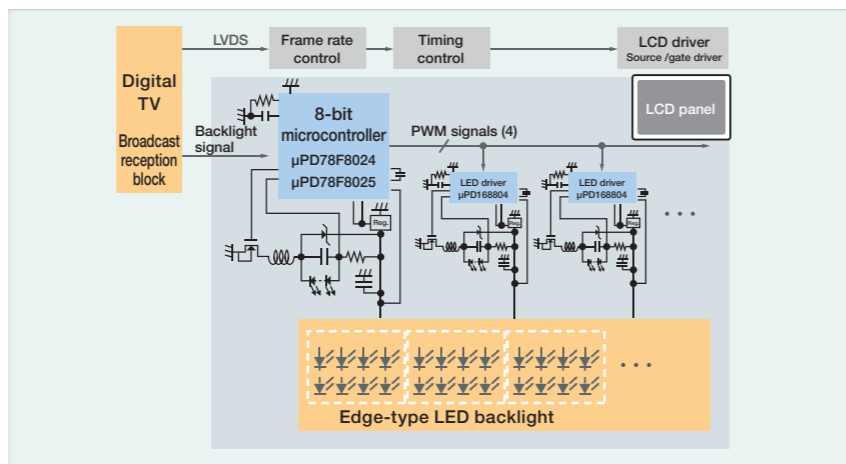 LVDS
Frame rate
control
Timing
control
LCD driver
Source /gate driver
Digital
TV
Broadcast
reception
block
Backlight
signal
8-bit
microcontroller
µPD78F8024
µPD78F8025
PWM signals (4)
LCD panel
LED driver
µPD168804
LED driver
µPD168804
Reg.
Reg.
Reg.
Edge-type LED backlight